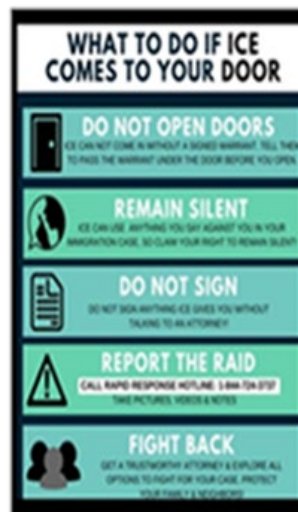 WHAT TO DO IF ICE
COMES TO YOUR DOOR
DO NOT OPEN DOORS
ICE CAN NOT COME IN WITHOUT A SIGNED WARRANT. TELL THEM
TO PASS THE WARRANT UNDER THE DOOR BEFORE YOU OPEN.
REMAIN SILENT
ICE CAN USE ANYTHING YOU SAY AGAINST YOU IN YOUR
IMMIGRATION CASE, SO CLAIM YOUR RIGHT TO REMAIN SILENT!
DO NOT SIGN
DO NOT SIGN ANYTHING ICE GIVES YOU WITHOUT
TALKING TO AN ATTORNEY!
REPORT THE RAID
CALL RAPID RESPONSE HOTLINE: 1-844-724-3737
TAKE PICTURES, VIDEOS & NOTES
FIGHT BACK
GET A TRUSTWORTHY ATTORNEY & EXPLORE ALL
OPTIONS TO FIGHT FOR YOUR CASE. PROTECT
YOUR FAMILY & NEIGHBORS!